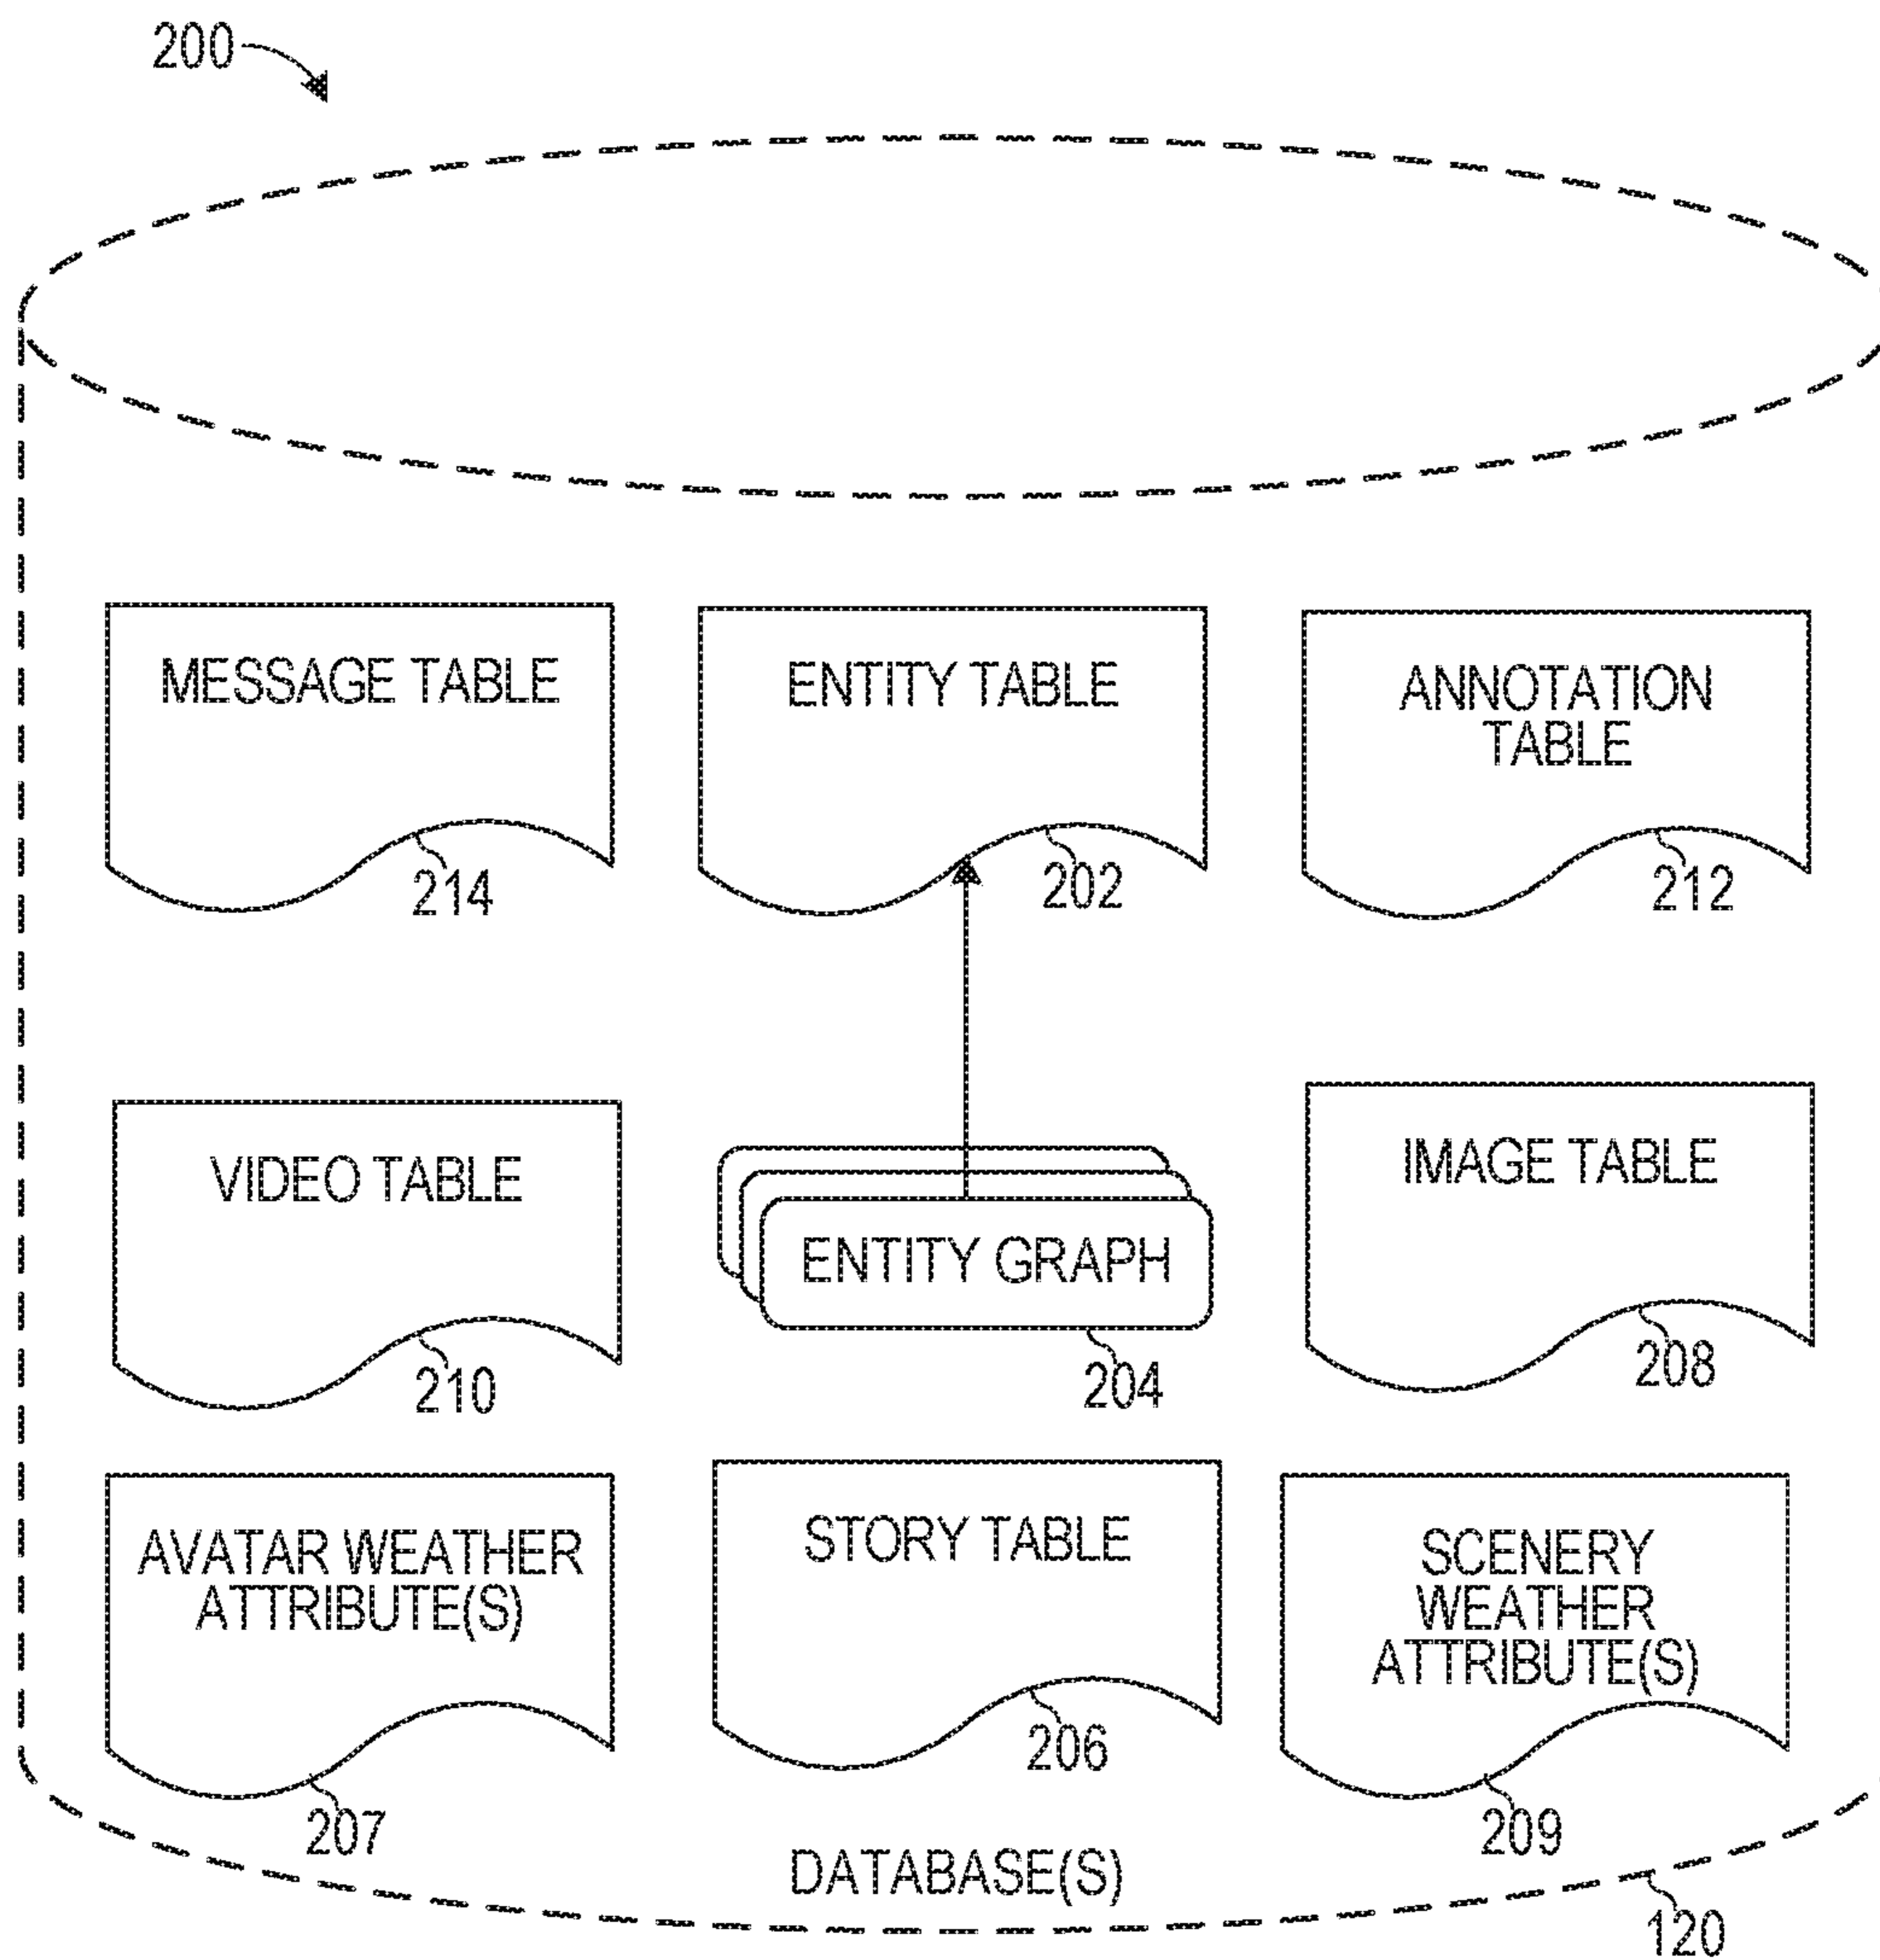 200
MESSAGE TABLE
214
ENTITY TABLE
202
ANNOTATION
TABLE
212
VIDEO TABLE
210
ENTITY GRAPH
204
IMAGE TABLE
208
AVATAR WEATHER
ATTRIBUTE(S)
207
STORY TABLE
206
SCENERY
WEATHER
ATTRIBUTE(S)
209
DATABASE(S)
120